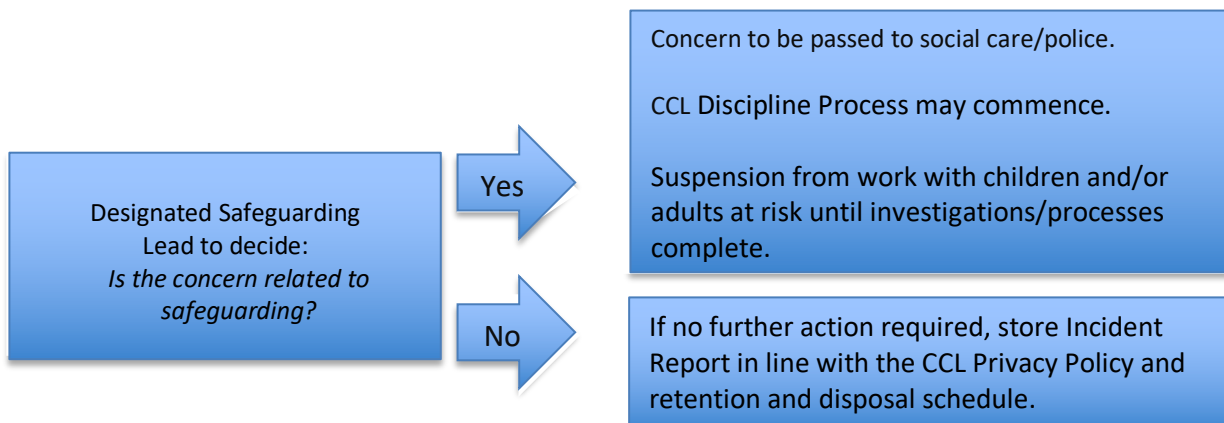 Designated Safeguarding
Lead to decide:
Is the concern related to
safeguarding?
Yes
Concern to be passed to social care/police.
CCL Discipline Process may commence.
Suspension from work with children and/or
adults at risk until investigations/processes
complete.
No
If no further action required, store Incident
Report in line with the CCL Privacy Policy and
retention and disposal schedule.